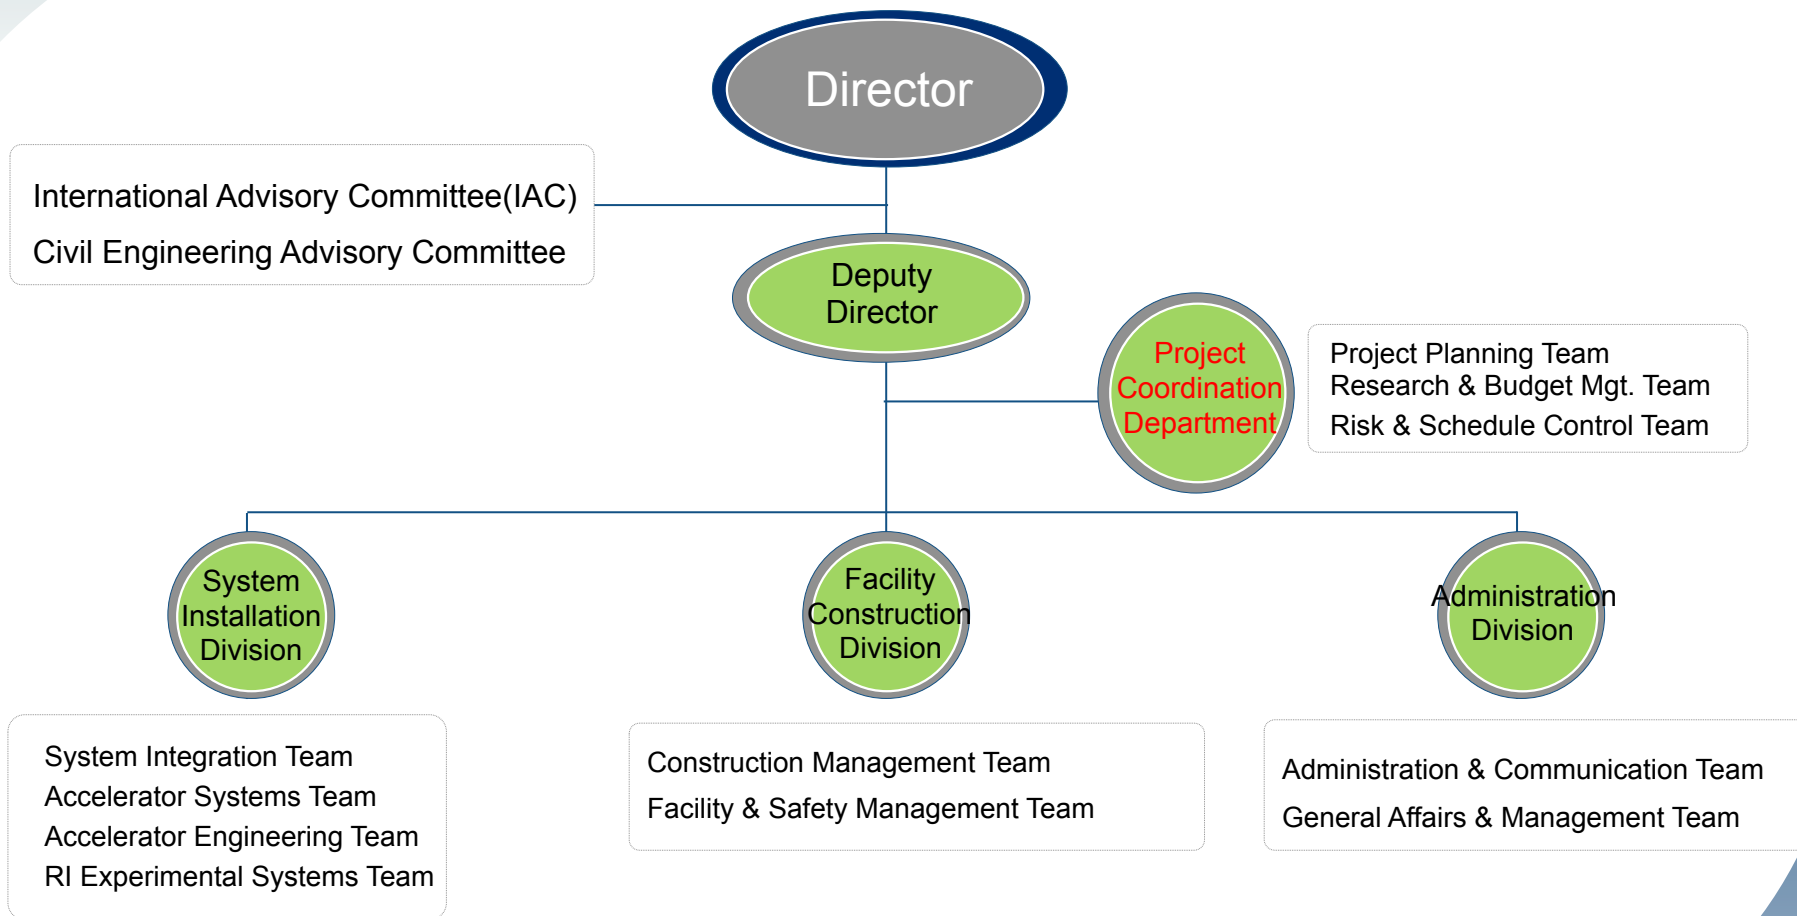 Director
International Advisory Committee(IAC)
Civil Engineering Advisory Committee
Deputy
Director
Project
Coordination
Department
Project Planning Team
Research & Budget Mgt. Team
Risk & Schedule Control Team
System
Installation
Division
Facility
Construction
Division
Administration
Division
System Integration Team
Accelerator Systems Team
Accelerator Engineering Team
RI Experimental Systems Team
Construction Management Team
Facility & Safety Management Team
Administration & Communication Team
General Affairs & Management Team